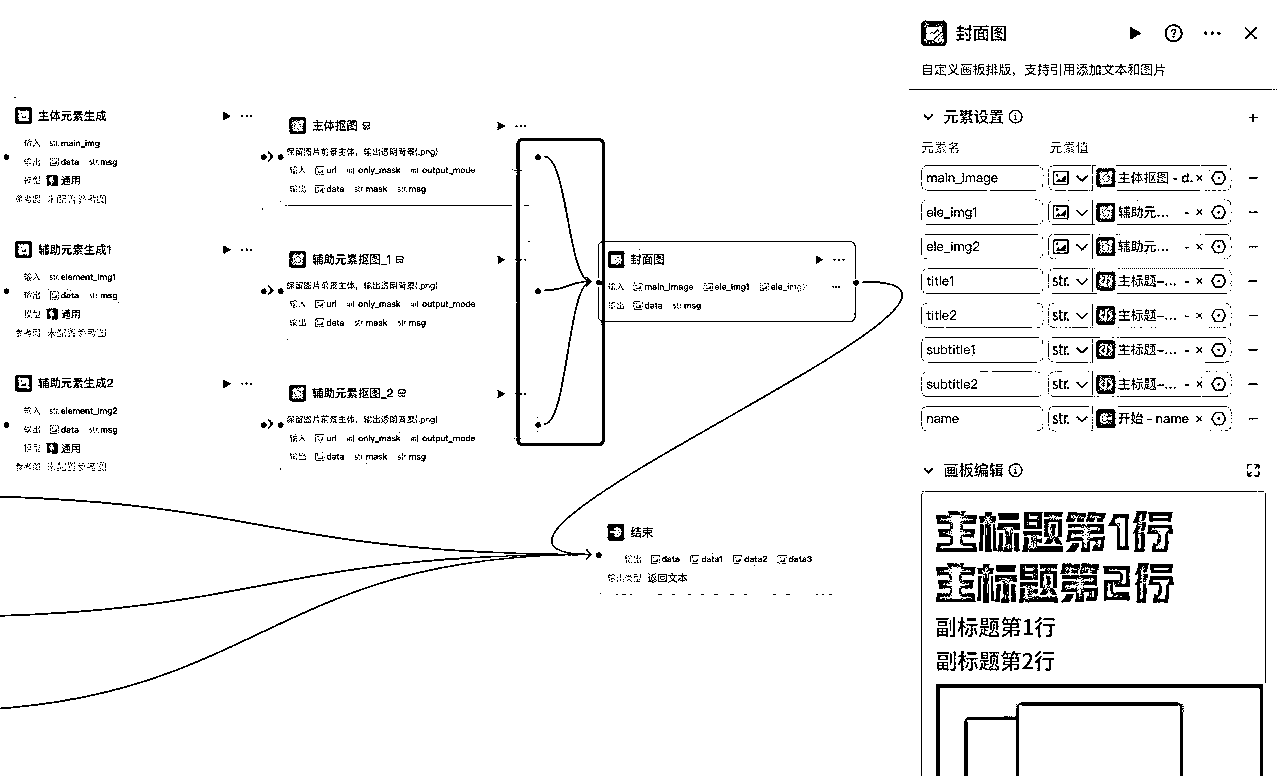 主体元素生成
输入 str.main_img
输出 data str.msg
模型 通用
参考图 未配置参考图
辅助元素生成1
输入 str.element_img1
输出 data str.msg
模型 通用
参考图 未配置参考图
辅助元素生成2
输入 str.element_img2
输出 data str.msg
模型 通用
参考图 未配置参考图
主体抠图
保留图片前景主体，输出透明背景(.png)
输入 url only_mask output_mode
输出 data str.mask str.msg
辅助元素抠图_1
保留图片前景主体，输出透明背景(.png)
输入 url only_mask output_mode
输出 data str.mask str.msg
辅助元素抠图_2
保留图片前景主体，输出透明背景(.png)
输入 url only_mask output_mode
输出 data str.mask str.msg
封面图
输入 main_image ele_img1 ele_img2 ...
输出 data str.msg
结束
输出 data data1 data2 data3
输出类型 返回文本
封面图
自定义画板排版，支持引用添加文本和图片
元素设置
元素名 元素值
main_image 主体抠图 - d.
ele_img1 辅助元... -
ele_img2 辅助元... -
title1 str. 主标题-... -
title2 str. 主标题-... -
subtitle1 str. 主标题-... -
subtitle2 str. 主标题-... -
name str. 开始 - name
画板编辑
主标题第1行
主标题第2行
副标题第1行
副标题第2行